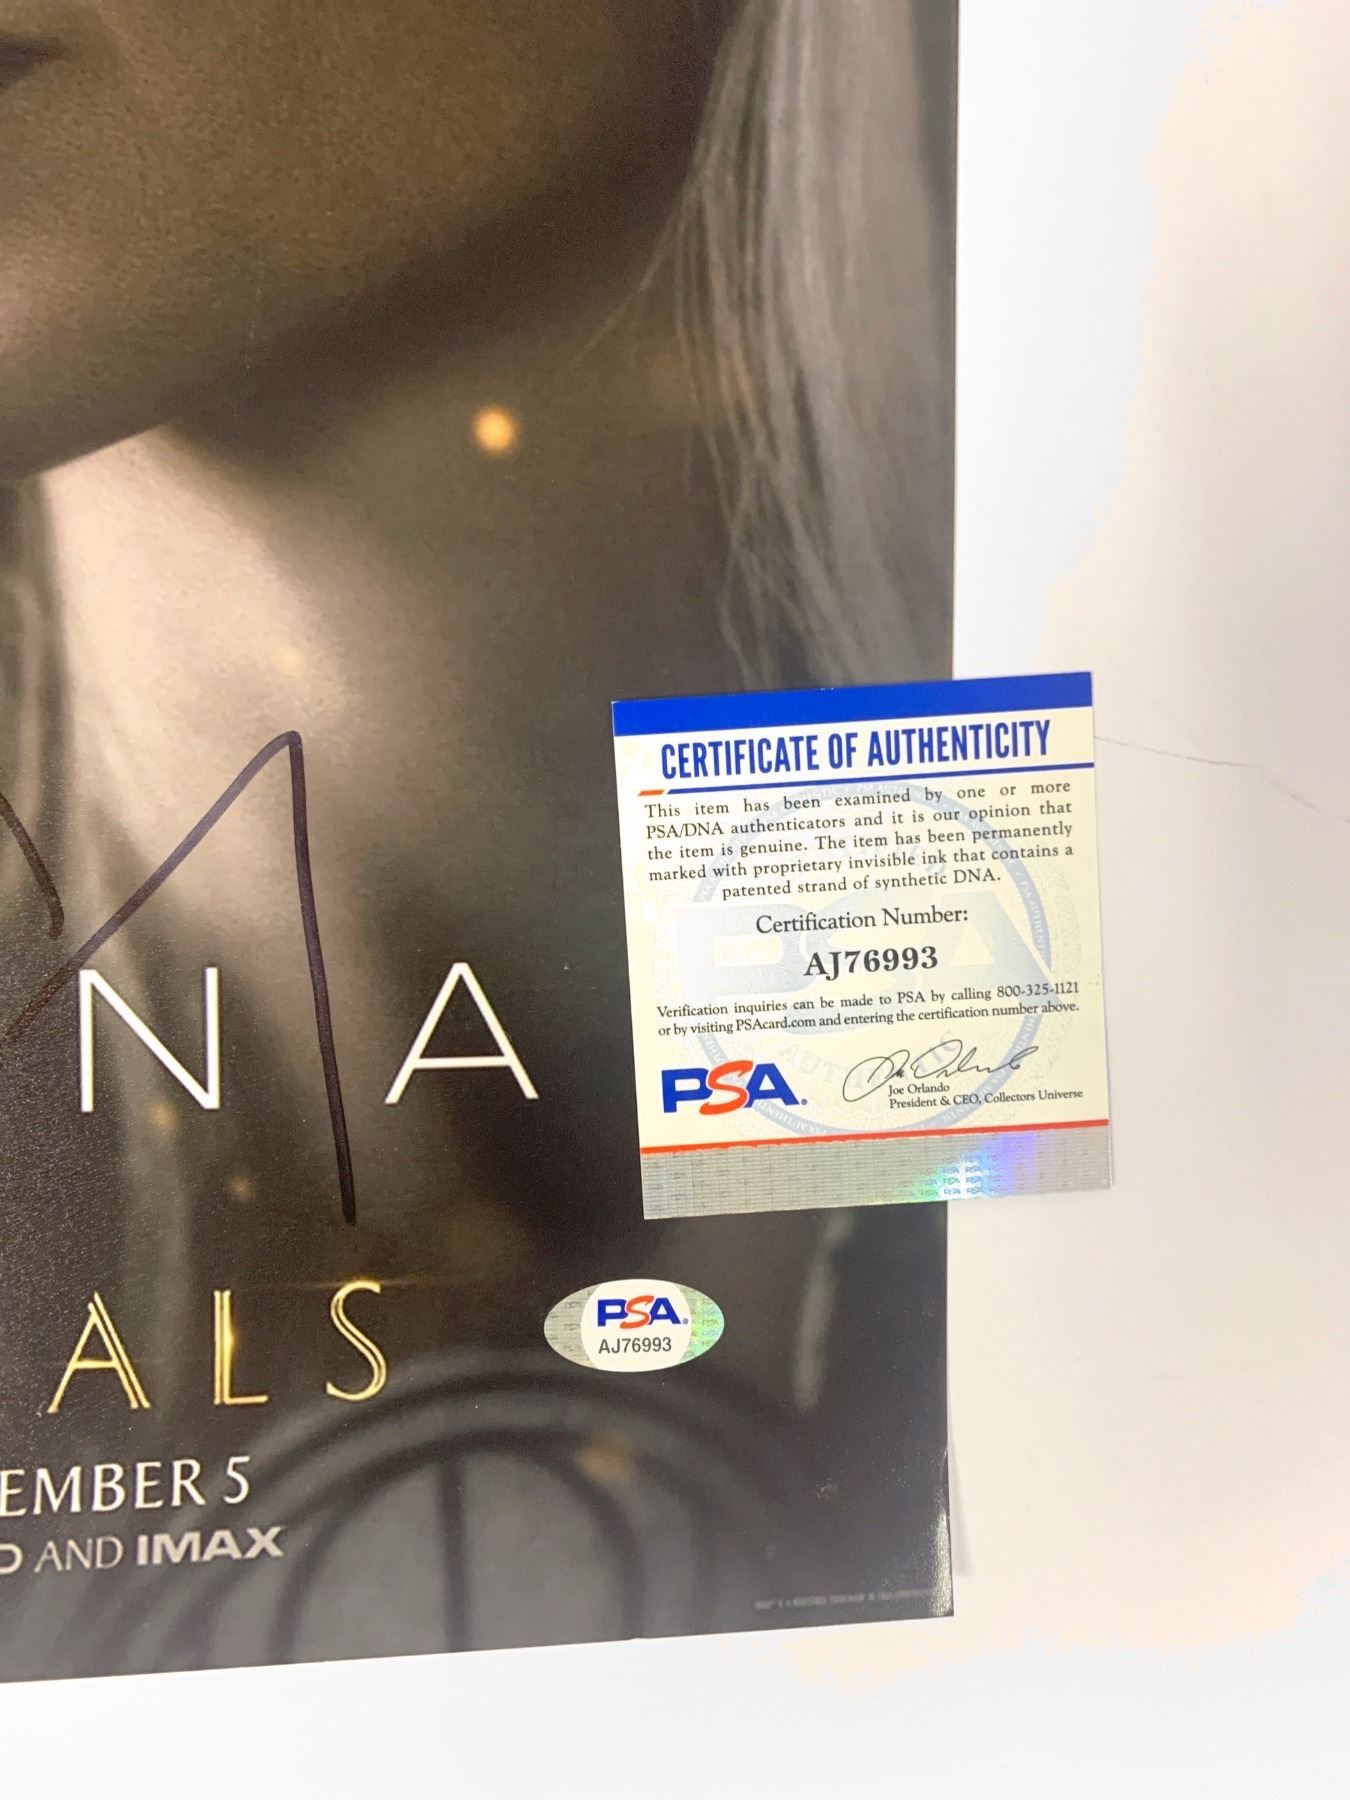 CERTIFICATE OF AUTHENTICITY
This item has been examined by one or more
PSA/DNA authenticators and it is our opinion that
the item is genuine. The item has been permanently
marked with proprietary invisible ink that contains a
patented strand of synthetic DNA.
Certification Number:
AJ76993
Verification inquiries can be made to PSA by calling 800-325-1121
or by visiting PSAcard.com and entering the certification number above.
PSA.
Joe Orlando
President & CEO, Collectors Universe
N A
ALS
PSA.
AJ76993
EMBER 5
D AND IMAX